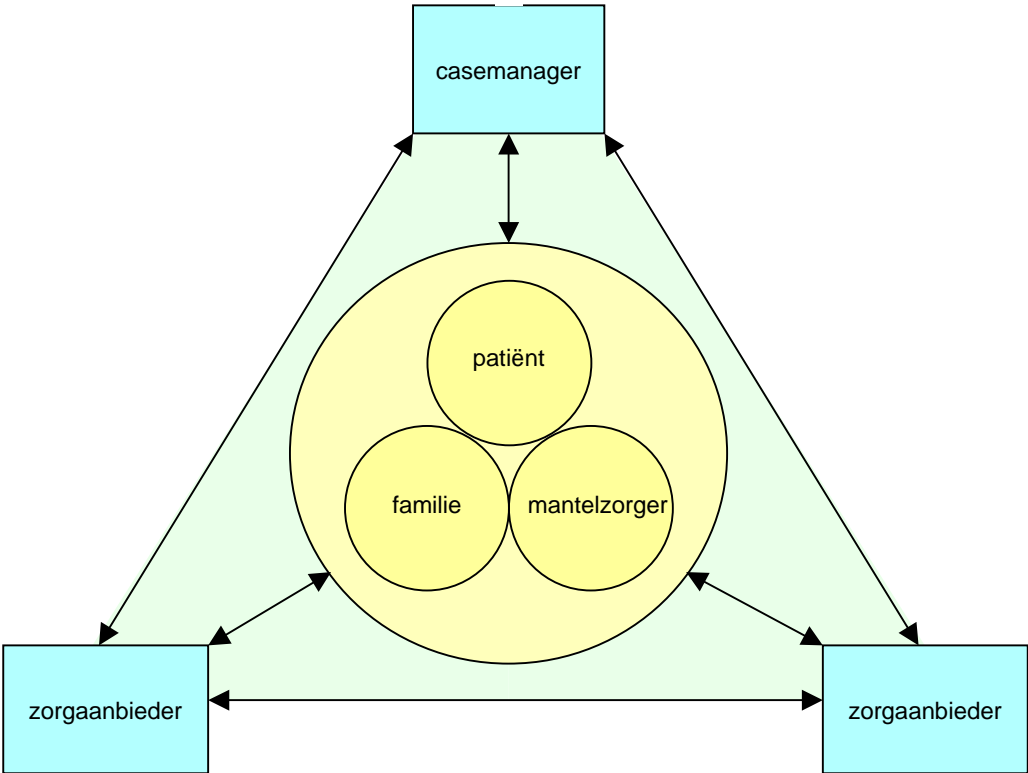 casemanager
patiënt
familie
mantelzorger
zorgaanbieder
zorgaanbieder